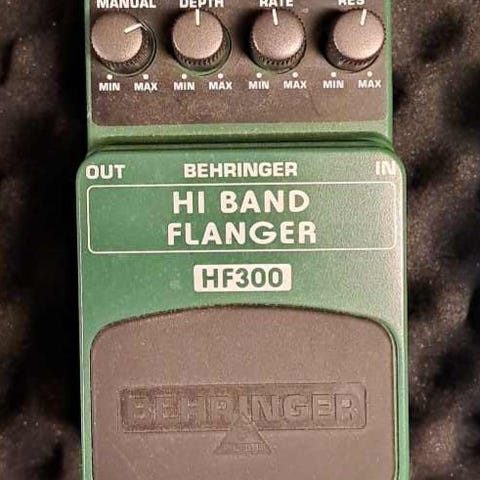 MANUAL DEPTH RATE RES
MIN MAX MIN MAX MIN MAX MIN MAX
OUT BEHRINGER IN
HI BAND
FLANGER
HF300
BEHRINGER